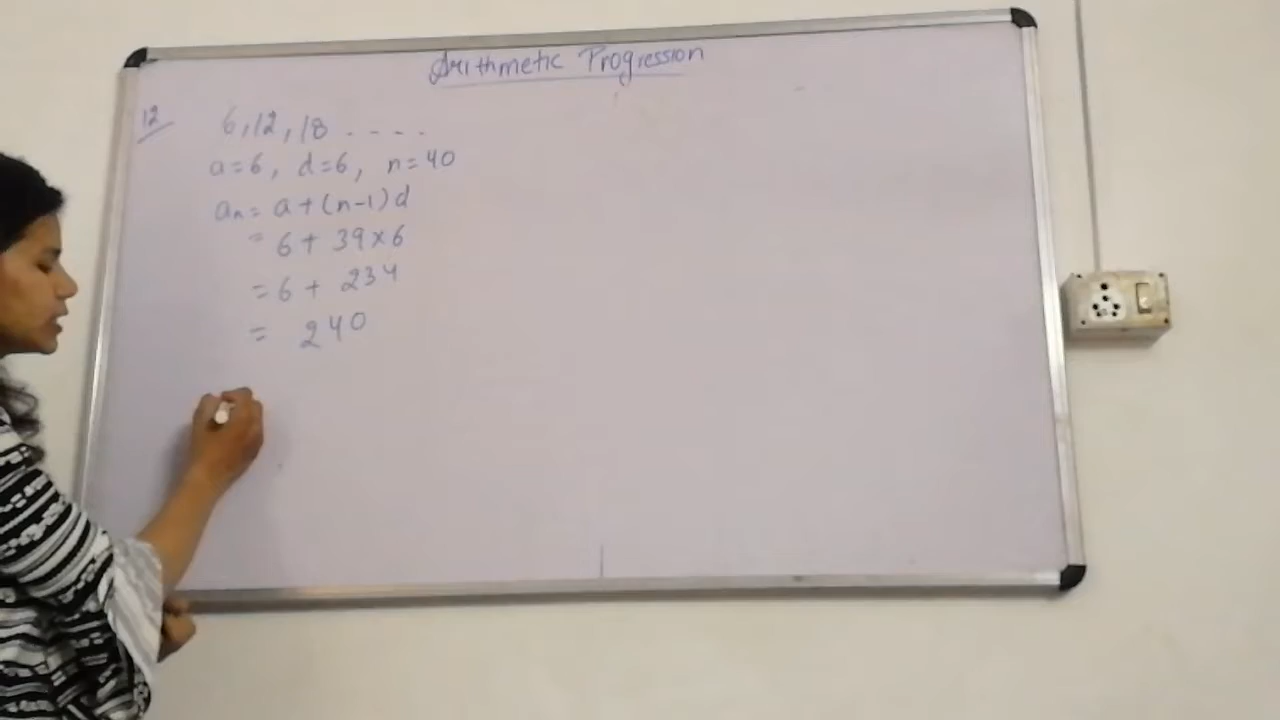 Arithmetic Progression
12
6, 12, 18 - - - -
a=6, d=6, n=40
an = a+(n-1)d
= 6+ 39×6
= 6 + 234
= 240